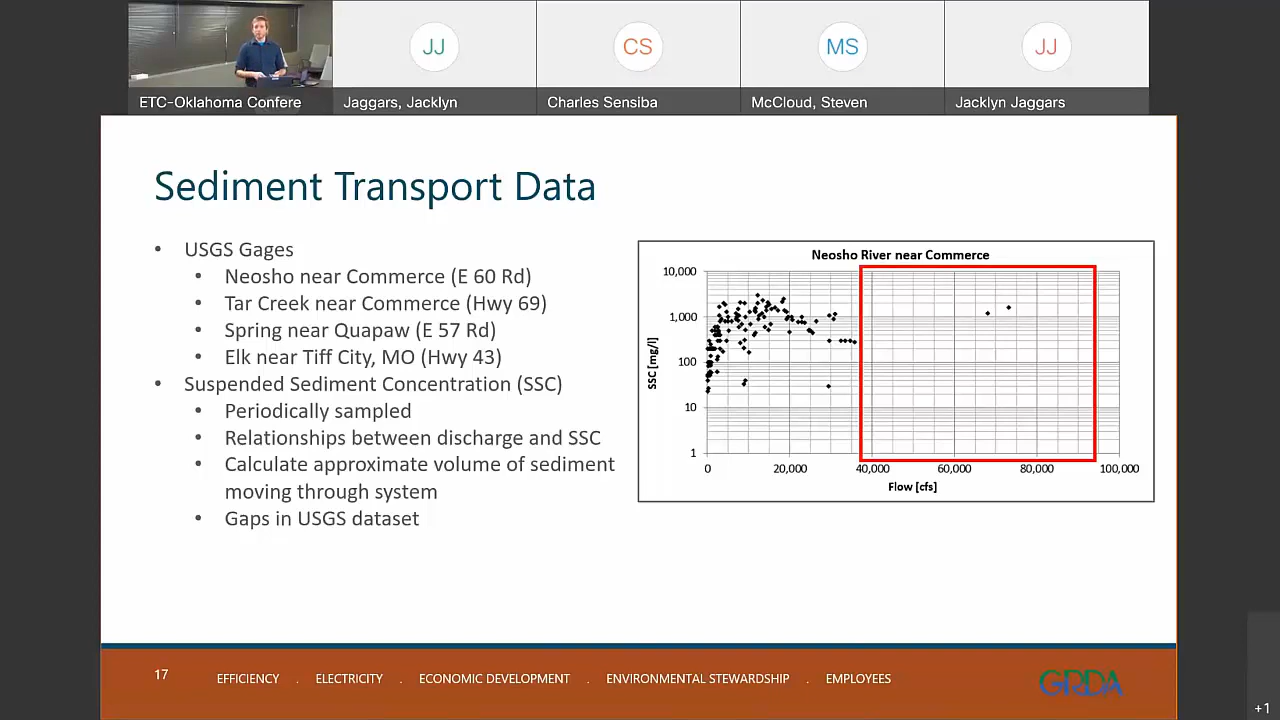 JJ
CS
MS
JJ
ETC-Oklahoma Confere
Jaggars, Jacklyn
Charles Sensiba
McCloud, Steven
Jacklyn Jaggars
Sediment Transport Data
• USGS Gages
• Neosho near Commerce (E 60 Rd)
• Tar Creek near Commerce (Hwy 69)
• Spring near Quapaw (E 57 Rd)
• Elk near Tiff City, MO (Hwy 43)
• Suspended Sediment Concentration (SSC)
• Periodically sampled
• Relationships between discharge and SSC
• Calculate approximate volume of sediment
moving through system
• Gaps in USGS dataset
Neosho River near Commerce
10,000
1,000
100
10
1
SSC [mg/l]
0 20,000 40,000 60,000 80,000 100,000
Flow [cfs]
17 EFFICIENCY . ELECTRICITY . ECONOMIC DEVELOPMENT . ENVIRONMENTAL STEWARDSHIP . EMPLOYEES
GRDA
+1